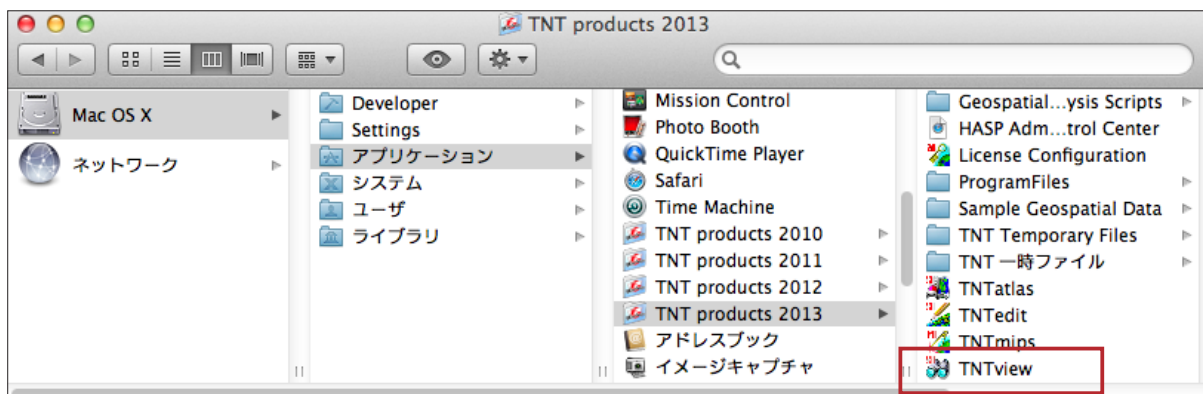 TNT products 2013
Mac OS X
ネットワーク
Developer
Settings
アプリケーション
システム
ユーザ
ライブラリ
Mission Control
Photo Booth
QuickTime Player
Safari
Time Machine
TNT products 2010
TNT products 2011
TNT products 2012
TNT products 2013
アドレスブック
イメージキャプチャ
Geospatial...ysis Scripts
HASP Adm...trol Center
License Configuration
ProgramFiles
Sample Geospatial Data
TNT Temporary Files
TNT 一時ファイル
TNTatlas
TNTedit
TNTmips
TNTview